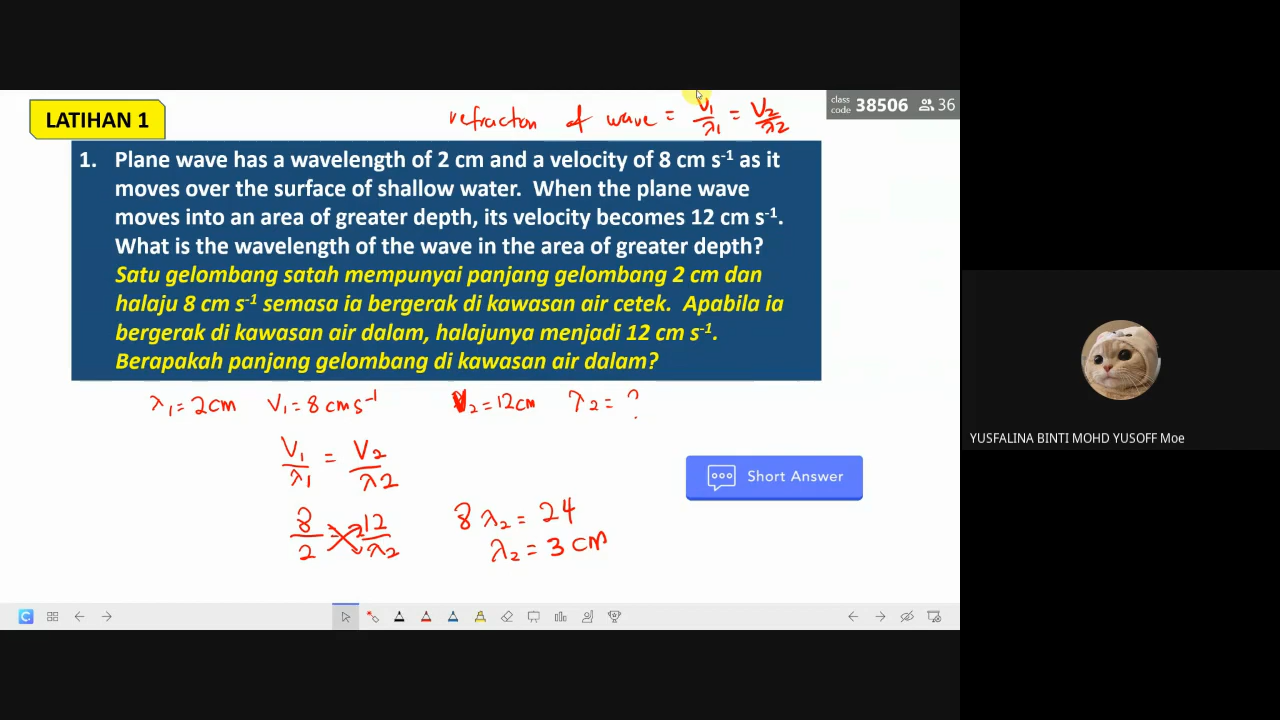 LATIHAN 1
refraction of wave = V₁/λ₁ = V₂/λ2
class code 38506 36
1. Plane wave has a wavelength of 2 cm and a velocity of 8 cm s⁻¹ as it
moves over the surface of shallow water. When the plane wave
moves into an area of greater depth, its velocity becomes 12 cm s⁻¹.
What is the wavelength of the wave in the area of greater depth?
Satu gelombang satah mempunyai panjang gelombang 2 cm dan
halaju 8 cm s⁻¹ semasa ia bergerak di kawasan air cetek. Apabila ia
bergerak di kawasan air dalam, halajunya menjadi 12 cm s⁻¹.
Berapakah panjang gelombang di kawasan air dalam?
λ₁ = 2cm V₁ = 8 cm s⁻¹ V₂ = 12cm λ₂ = ?
V₁/λ₁ = V₂/λ2
8/2 = 12/λ₂
8 λ₂ = 24
λ₂ = 3 cm
Short Answer
YUSFALINA BINTI MOHD YUSOFF Moe